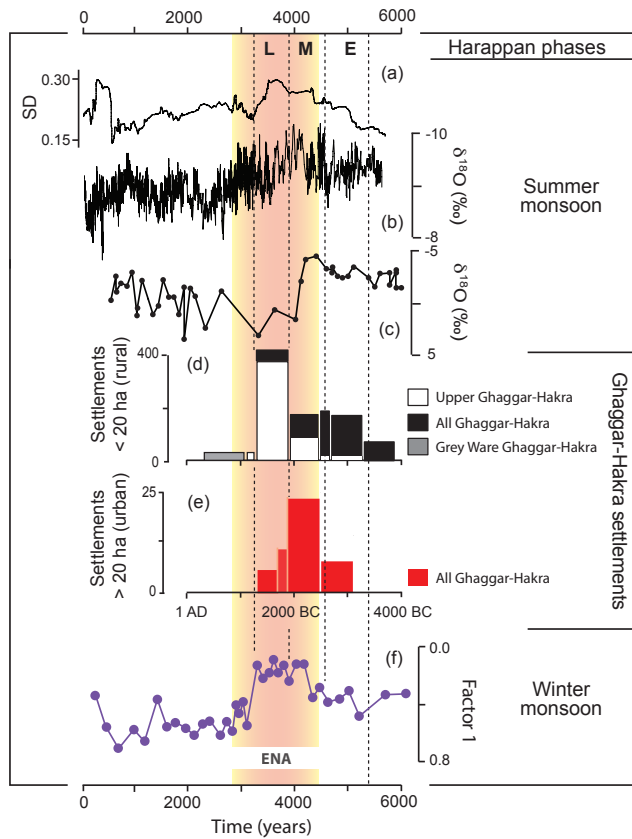 0 2000 4000 6000
L M E Harappan phases
(a)
0.30
SD
0.15
-10
δ18O (‰)
-8
(b)
Summer
monsoon
-5
δ18O (‰)
5
(c)
(d)
400
0
Settlements
< 20 ha (rural)
Upper Ghaggar-Hakra
All Ghaggar-Hakra
Grey Ware Ghaggar-Hakra
Ghaggar-Hakra
settlements
(e)
25
0
Settlements
> 20 ha (urban)
All Ghaggar-Hakra
1 AD 2000 BC 4000 BC
(f)
0.0
Factor 1
0.8
Winter
monsoon
ENA
0 2000 4000 6000
Time (years)